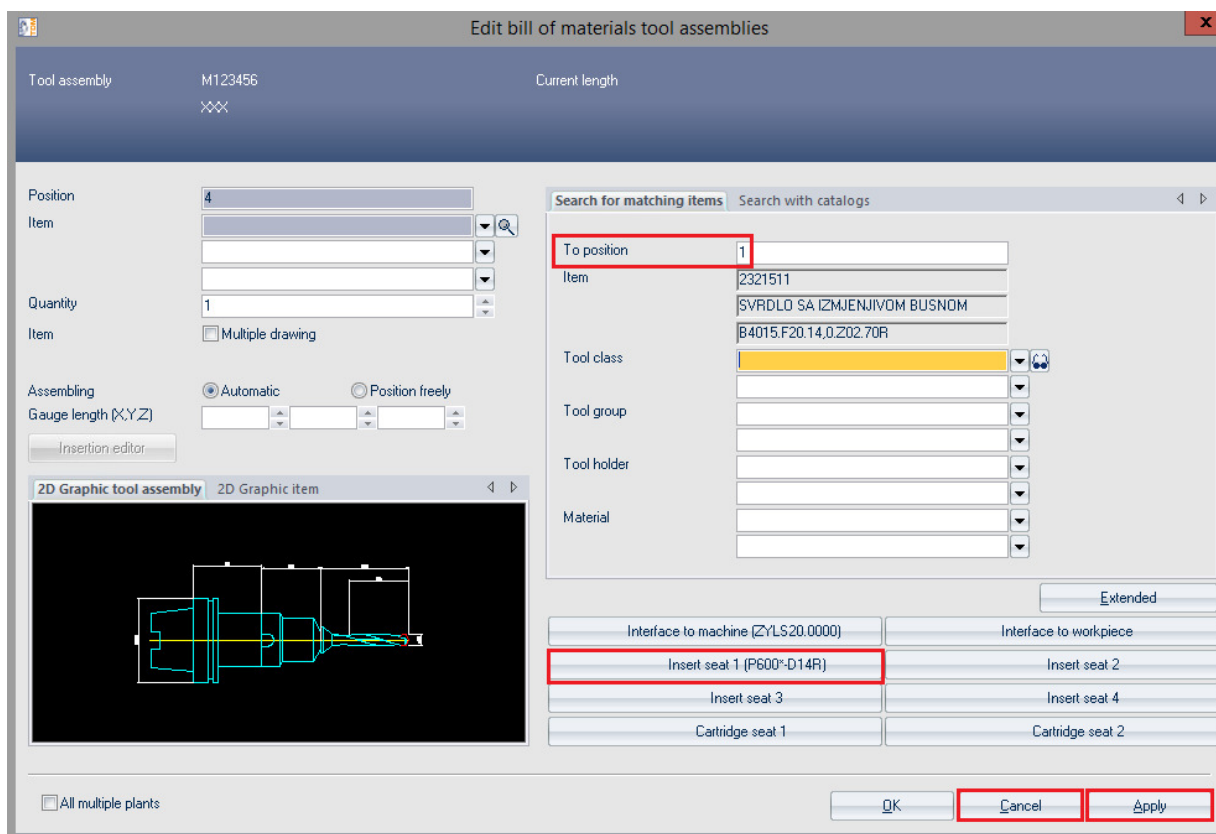 Edit bill of materials tool assemblies
x
Tool assembly M123456 Current length
XXX
Position 4
Item
Quantity 1
Item Multiple drawing
Assembling Automatic Position freely
Gauge length (X,Y,Z)
Insertion editor
2D Graphic tool assembly 2D Graphic item
Search for matching items Search with catalogs
To position 1
Item 2321511
SVRDLO SA IZMJENJIVOM BUSNOM
B4015.F20.14,0.Z02.70R
Tool class
Tool group
Tool holder
Material
Extended
Interface to machine (ZYLS20.0000) Interface to workpiece
Insert seat 1 (P600*-D14R) Insert seat 2
Insert seat 3 Insert seat 4
Cartridge seat 1 Cartridge seat 2
All multiple plants OK Cancel Apply